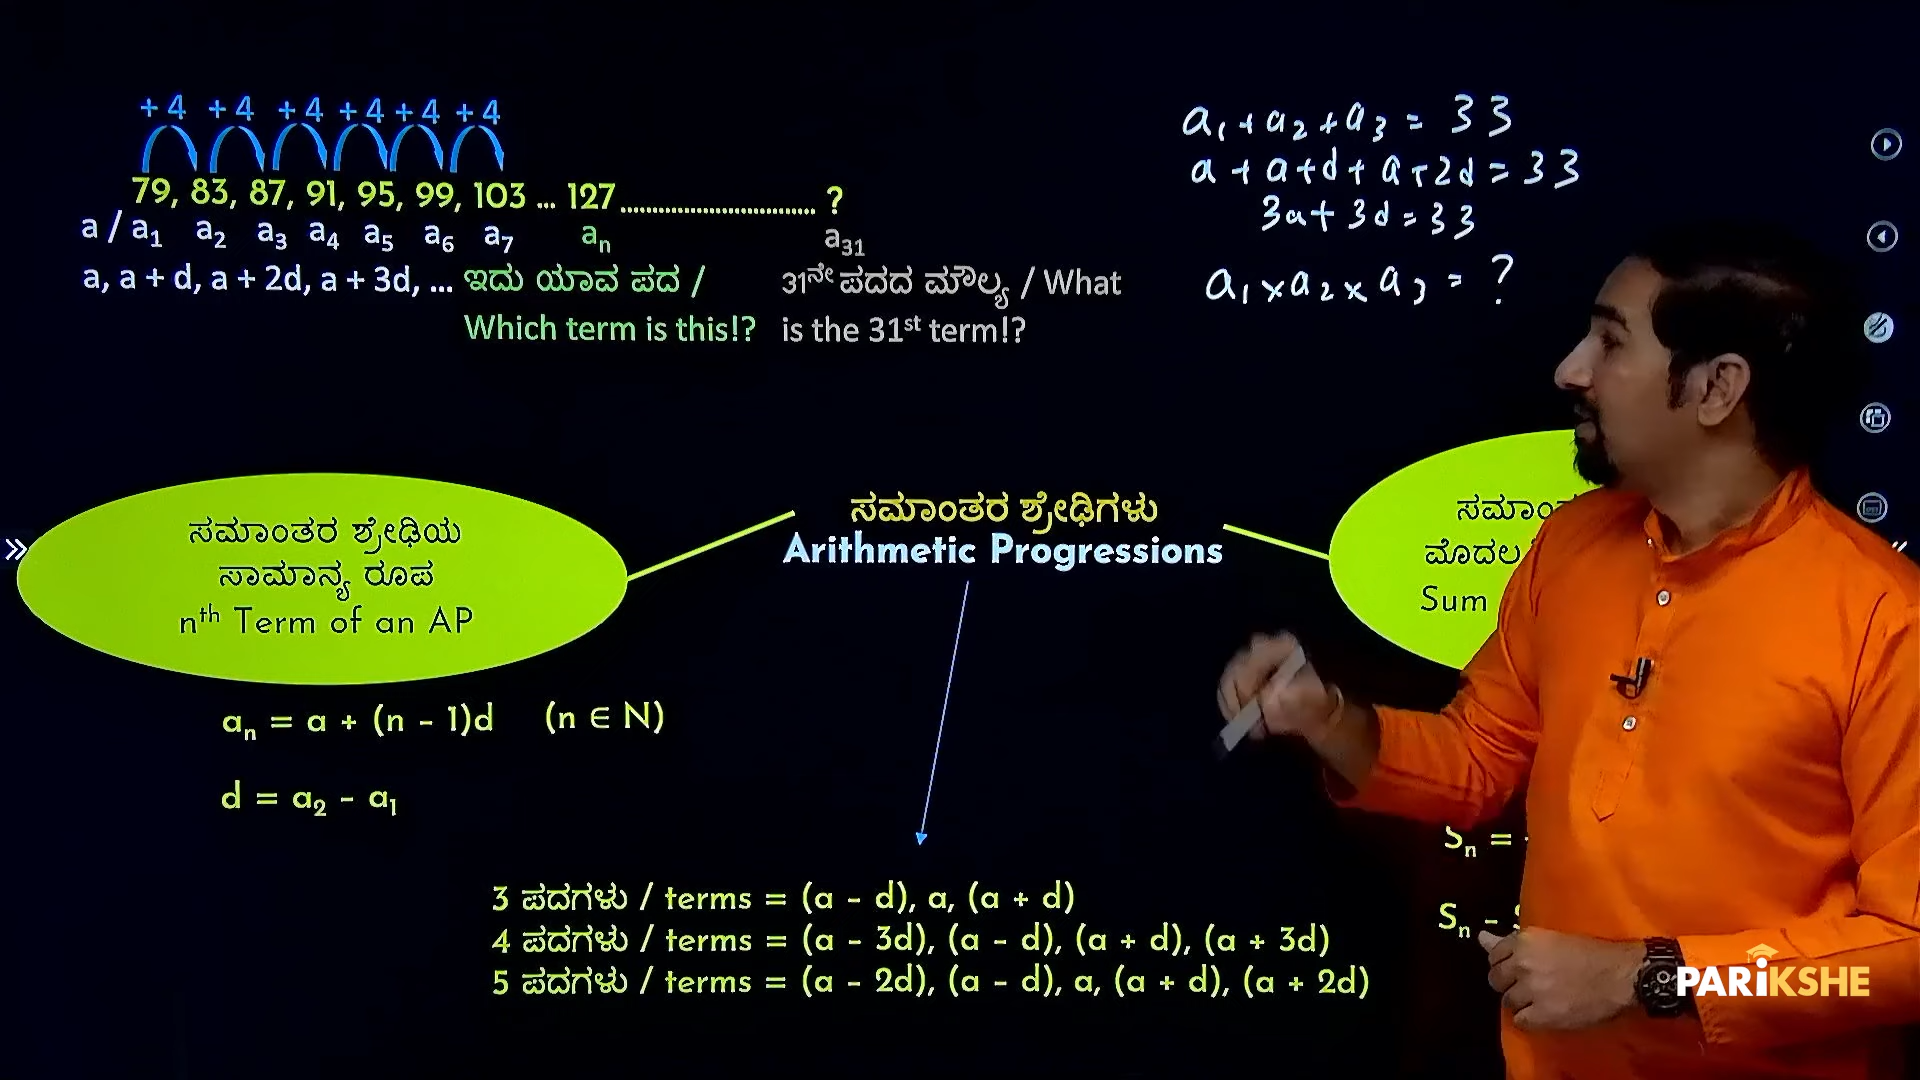 + 4 + 4 + 4 + 4 + 4 + 4
79, 83, 87, 91, 95, 99, 103 ... 127 ............................. ?
a / a₁ a₂ a₃ a₄ a₅ a₆ a₇ aₙ a₃₁
a, a + d, a + 2d, a + 3d, ... ಇದು ಯಾವ ಪದ /
Which term is this!?
31ನೇ ಪದದ ಮೌಲ್ಯ / What
is the 31ˢᵗ term!?
a₁ + a₂ + a₃ = 33
a + a + d + a + 2d = 33
3a + 3d = 33
a₁ x a₂ x a₃ = ?
ಸಮಾಂತರ ಶ್ರೇಢಿಯ
ಸಾಮಾನ್ಯ ರೂಪ
nᵗʰ Term of an AP
ಸಮಾಂತರ ಶ್ರೇಢಿಗಳು
Arithmetic Progressions
ಮೊದಲ
Sum
aₙ = a + (n - 1)d (n ∈ N)
d = a₂ - a₁
3 ಪದಗಳು / terms = (a - d), a, (a + d)
4 ಪದಗಳು / terms = (a - 3d), (a - d), (a + d), (a + 3d)
5 ಪದಗಳು / terms = (a - 2d), (a - d), a, (a + d), (a + 2d)
Sₙ =
Sₙ -
PARiKSHE